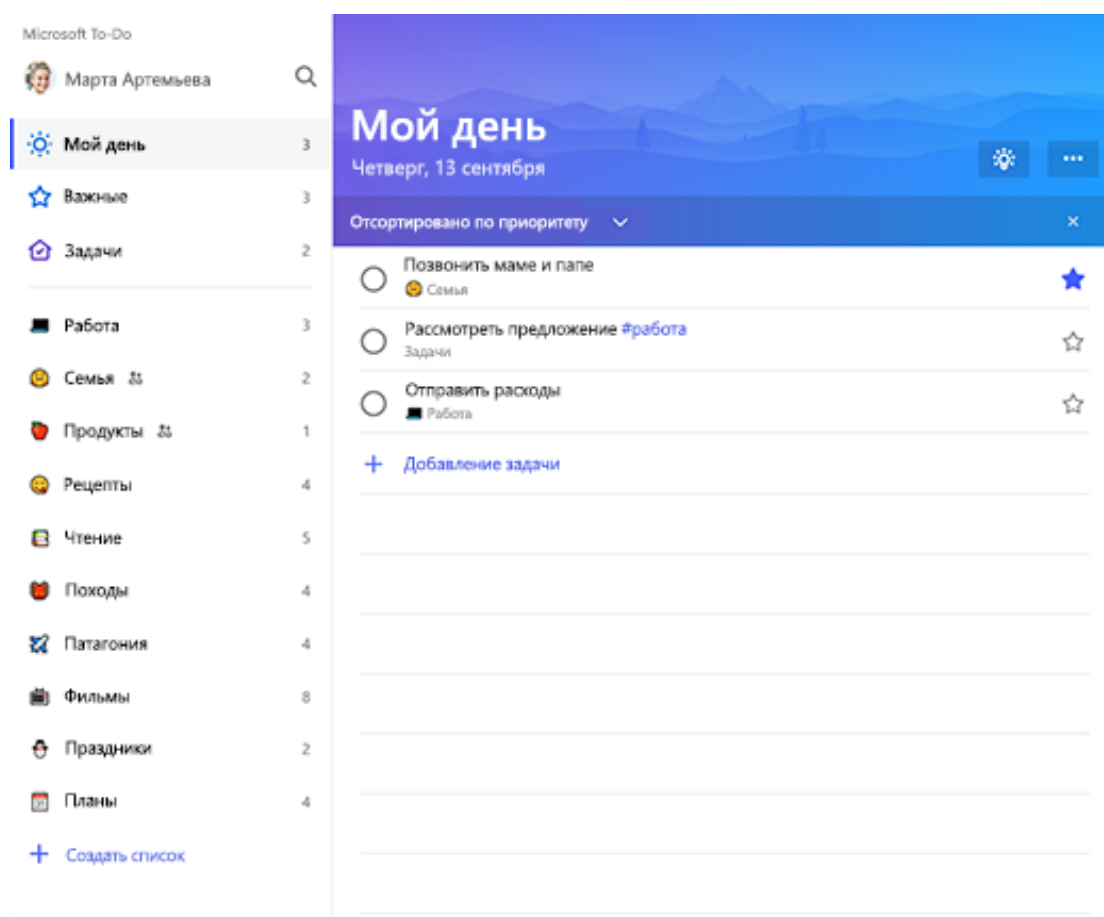 Microsoft To-Do
Марта Артемьева
Мой день 3
Важные 3
Задачи 2
Работа 3
Семья 2
Продукты 1
Рецепты 4
Чтение 5
Походы 4
Патагония 4
Фильмы 8
Праздники 2
Планы 4
Создать список
Мой день
Четверг, 13 сентября
Отсортировано по приоритету
Позвонить маме и папе
Семья
Рассмотреть предложение #работа
Задачи
Отправить расходы
Работа
Добавление задачи